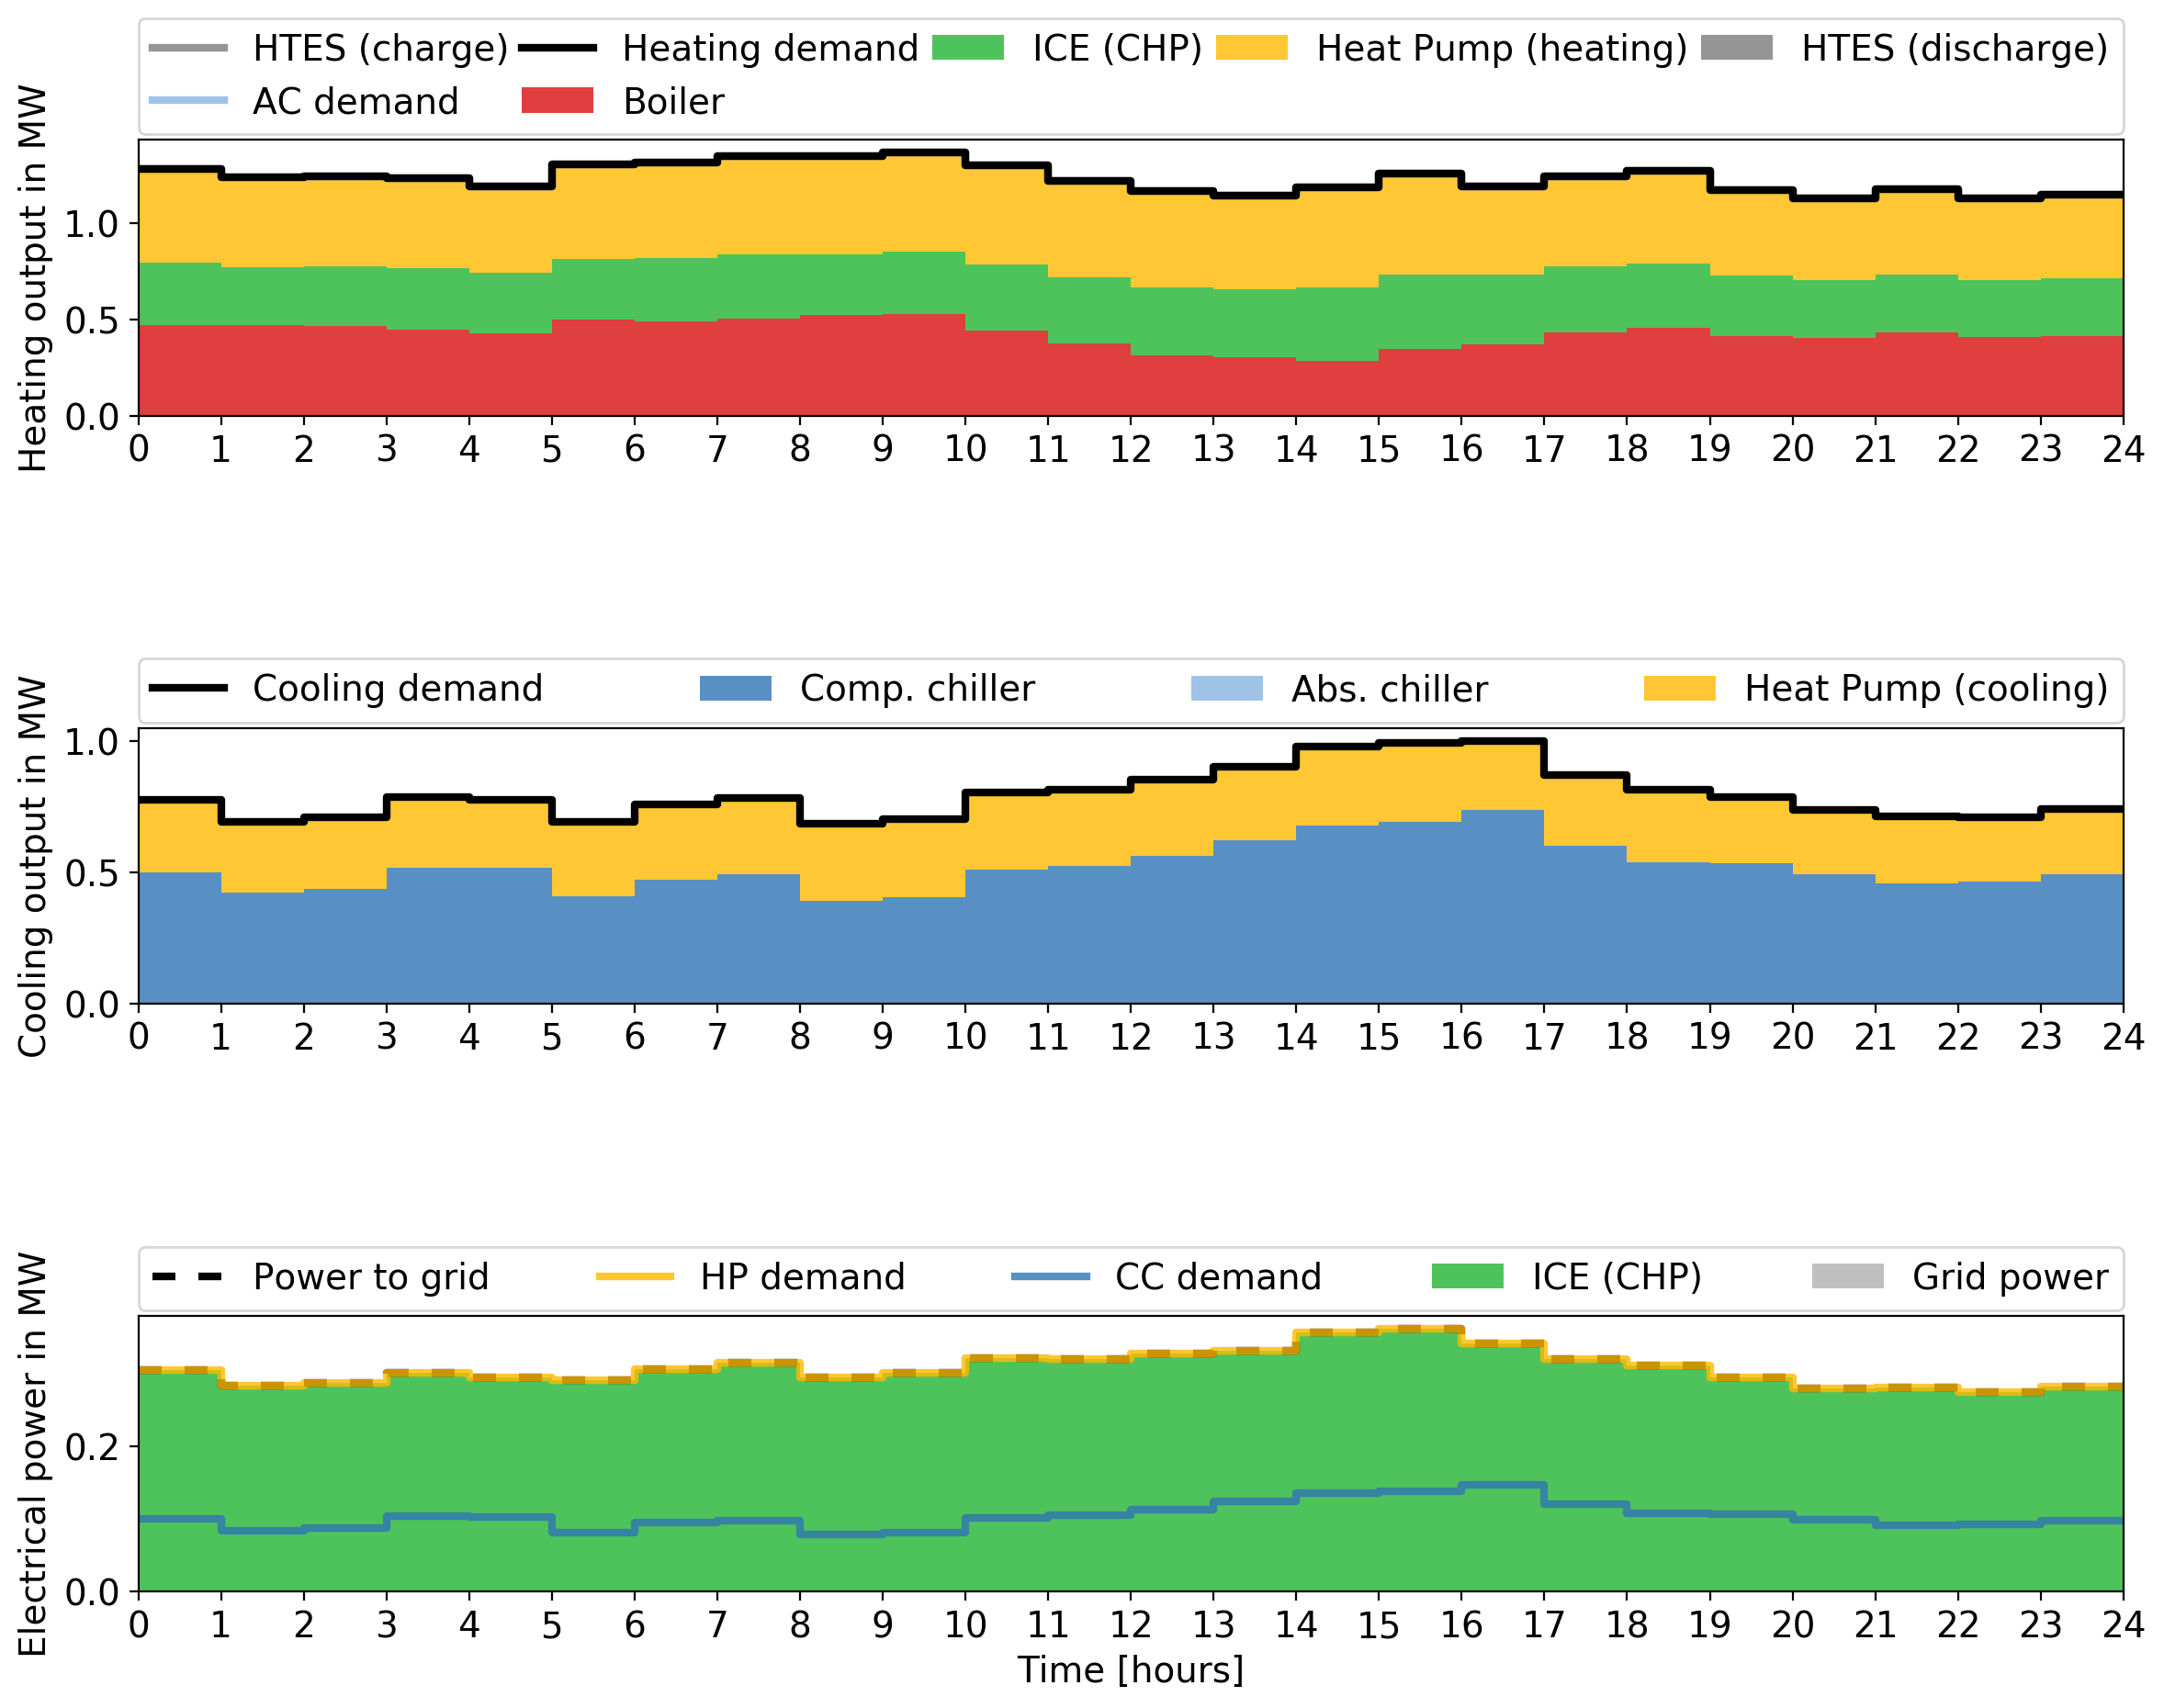 HTES (charge) Heating demand ICE (CHP) Heat Pump (heating) HTES (discharge)
AC demand Boiler
Heating output in MW
1.0
0.5
0.0
0 1 2 3 4 5 6 7 8 9 10 11 12 13 14 15 16 17 18 19 20 21 22 23 24
Cooling demand Comp. chiller Abs. chiller Heat Pump (cooling)
Cooling output in MW
1.0
0.5
0.0
0 1 2 3 4 5 6 7 8 9 10 11 12 13 14 15 16 17 18 19 20 21 22 23 24
Power to grid HP demand CC demand ICE (CHP) Grid power
Electrical power in MW
0.2
0.0
0 1 2 3 4 5 6 7 8 9 10 11 12 13 14 15 16 17 18 19 20 21 22 23 24
Time [hours]